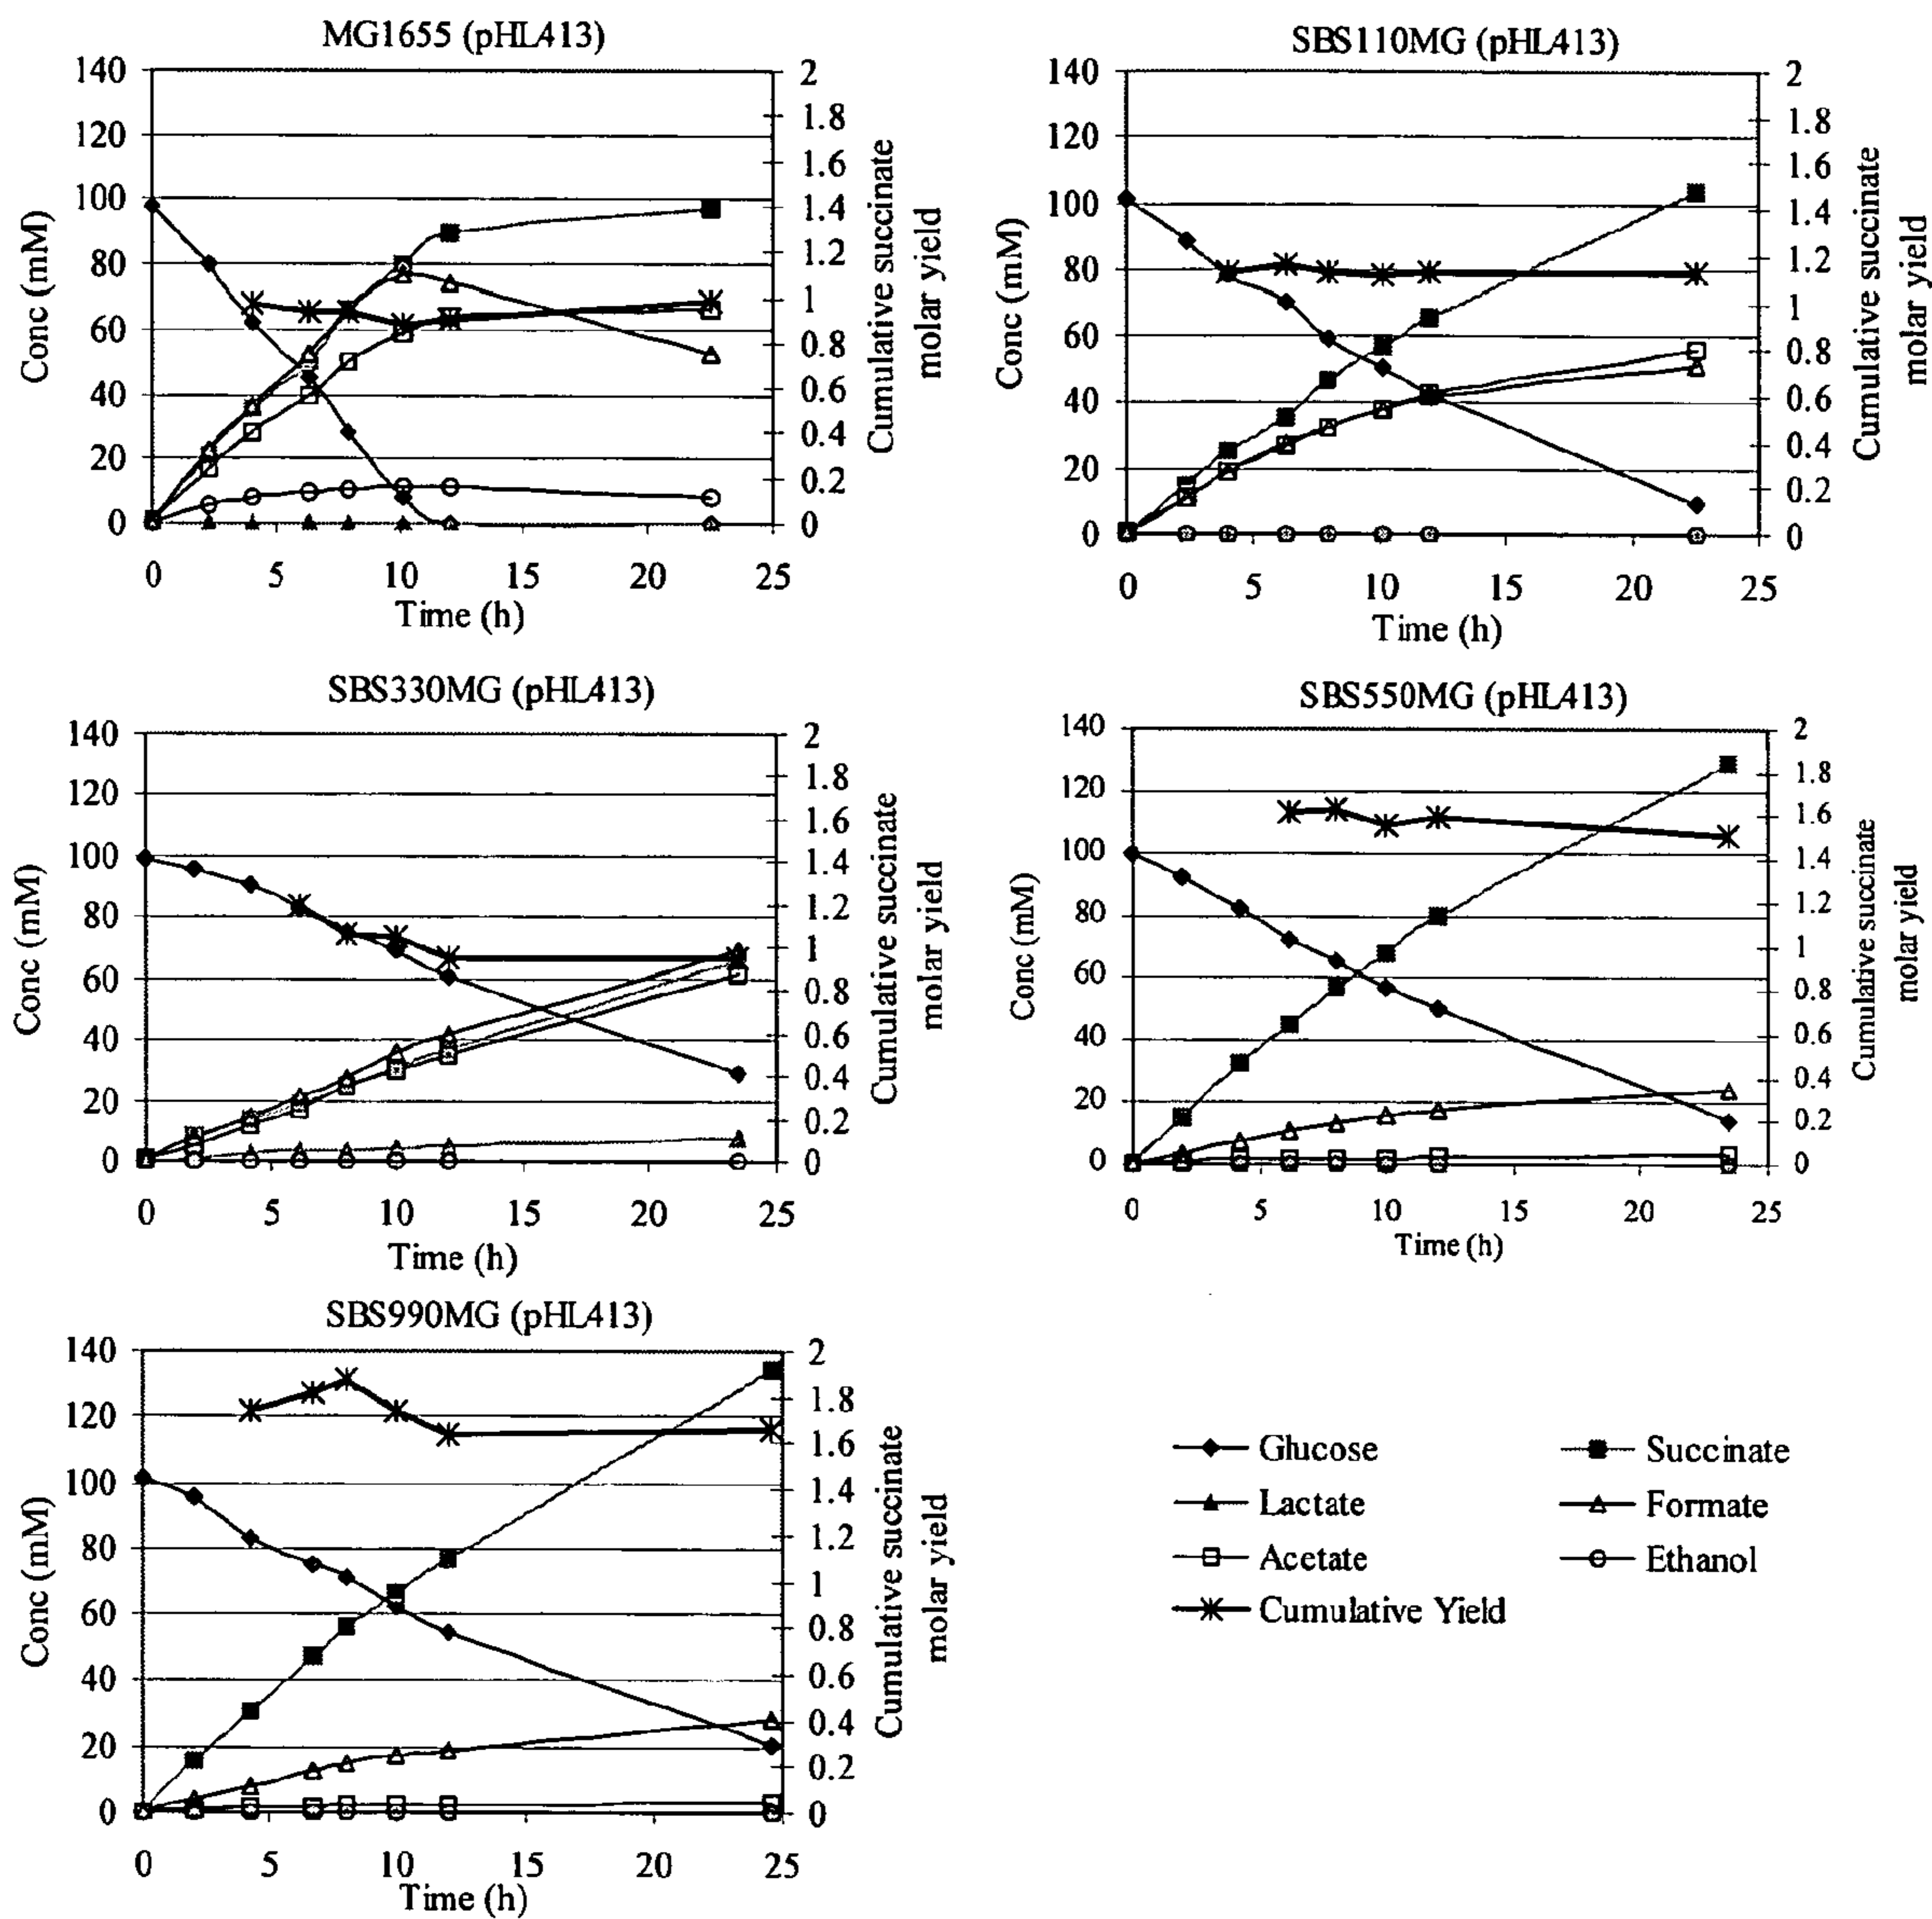 MG1655 (pHL413)
140
120
100
80
60
40
20
0
Conc (mM)
2
1.8
1.6
1.4
1.2
1
0.8
0.6
0.4
0.2
0
Cumulative succinate
molar yield
0 5 10 15 20 25
Time (h)
SBS110MG (pHL413)
140
120
100
80
60
40
20
0
Conc (mM)
2
1.8
1.6
1.4
1.2
1
0.8
0.6
0.4
0.2
0
Cumulative succinate
molar yield
0 5 10 15 20 25
Time (h)
SBS330MG (pHL413)
140
120
100
80
60
40
20
0
Conc (mM)
2
1.8
1.6
1.4
1.2
1
0.8
0.6
0.4
0.2
0
Cumulative succinate
molar yield
0 5 10 15 20 25
Time (h)
SBS550MG (pHL413)
140
120
100
80
60
40
20
0
Conc (mM)
2
1.8
1.6
1.4
1.2
1
0.8
0.6
0.4
0.2
0
Cumulative succinate
molar yield
0 5 10 15 20 25
Time (h)
SBS990MG (pHL413)
140
120
100
80
60
40
20
0
Conc (mM)
2
1.8
1.6
1.4
1.2
1
0.8
0.6
0.4
0.2
0
Cumulative succinate
molar yield
0 5 10 15 20 25
Time (h)
Glucose Succinate
Lactate Formate
Acetate Ethanol
Cumulative Yield